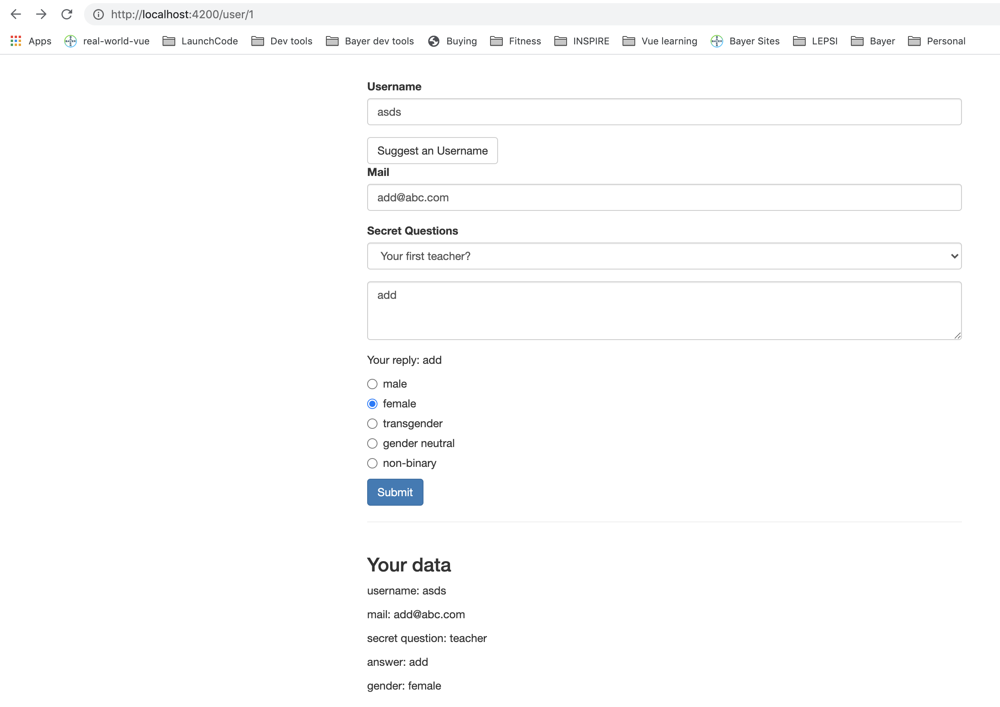 http://localhost:4200/user/1
Apps real-world-vue LaunchCode Dev tools Bayer dev tools Buying Fitness INSPIRE Vue learning Bayer Sites LEPSI Bayer Personal
Username
asds
Suggest an Username
Mail
add@abc.com
Secret Questions
Your first teacher?
add
Your reply: add
male
female
transgender
gender neutral
non-binary
Submit
Your data
username: asds
mail: add@abc.com
secret question: teacher
answer: add
gender: female